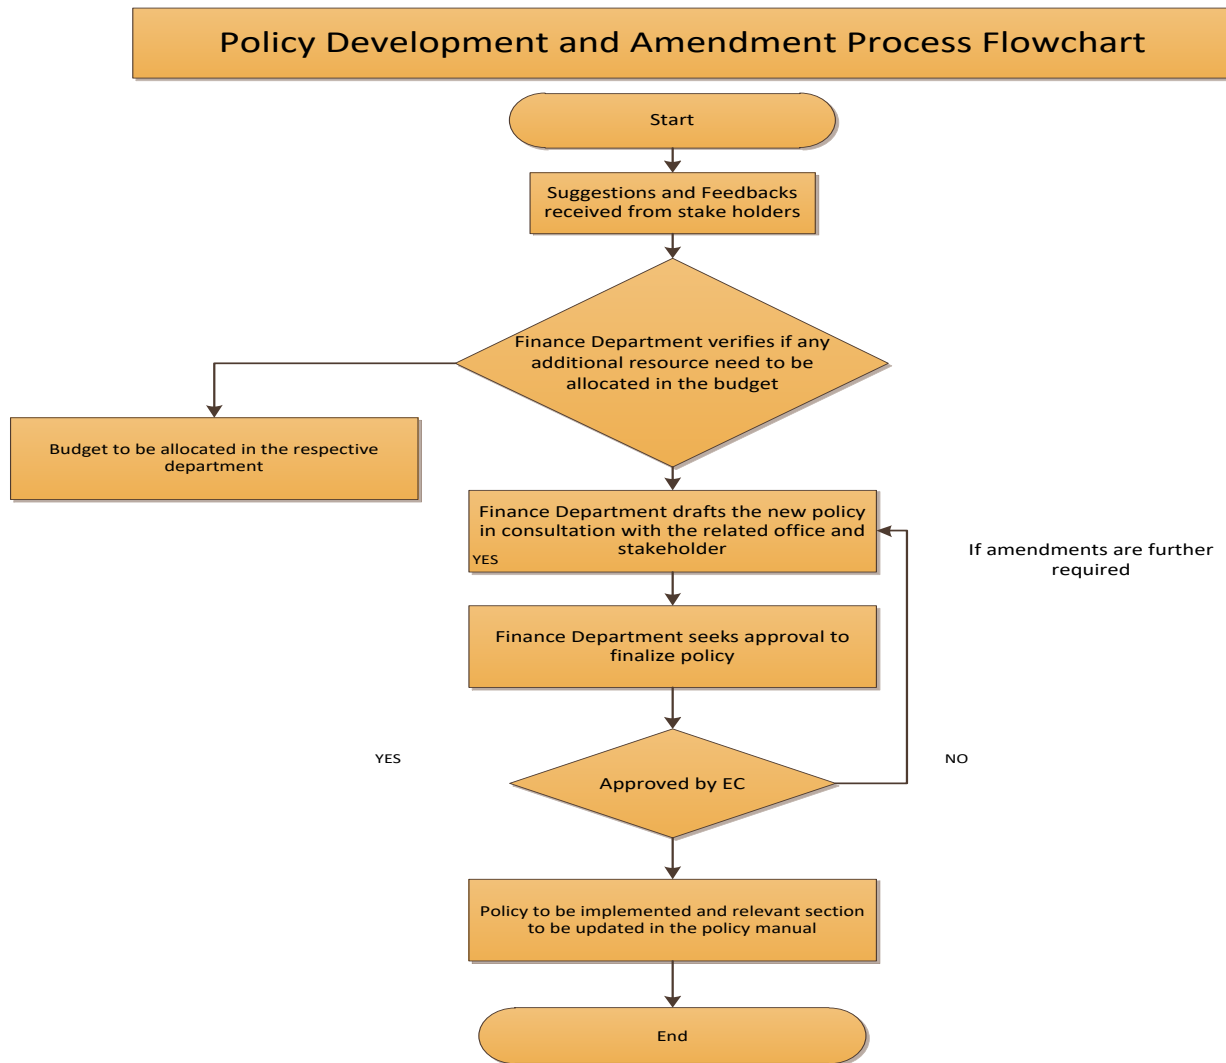 Policy Development and Amendment Process Flowchart
Start
Suggestions and Feedbacks
received from stake holders
Finance Department verifies if any
additional resource need to be
allocated in the budget
Budget to be allocated in the respective
department
Finance Department drafts the new policy
in consultation with the related office and
stakeholder
YES
If amendments are further
required
Finance Department seeks approval to
finalize policy
YES
NO
Approved by EC
Policy to be implemented and relevant section
to be updated in the policy manual
End